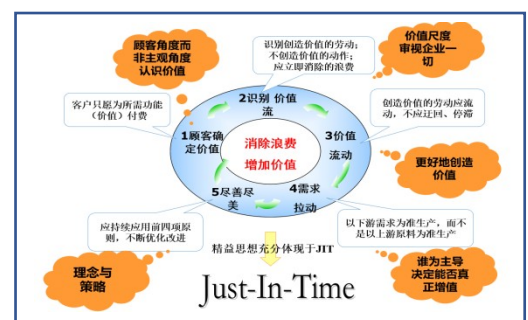 顾客角度而
非主观角度
认识价值
识别创造价值的劳动；
不创造价值的动作；
应立即消除的浪费
价值尺度
审视企业一
切
客户只愿为所需功能
（价值）付费
2识别 价值
流
创造价值的劳动应流
动，不应迂回、停滞
1顾客确
定价值
消除浪费
增加价值
3价值
流动
更好地创造
价值
5尽善尽
美
4需求
拉动
应持续应用前四项原
则，不断优化改进
以下游需求为准生产，而不
是以上游原料为准生产
精益思想充分体现于JIT
理念与
策略
谁为主导
决定能否真
正增值
Just-In-Time